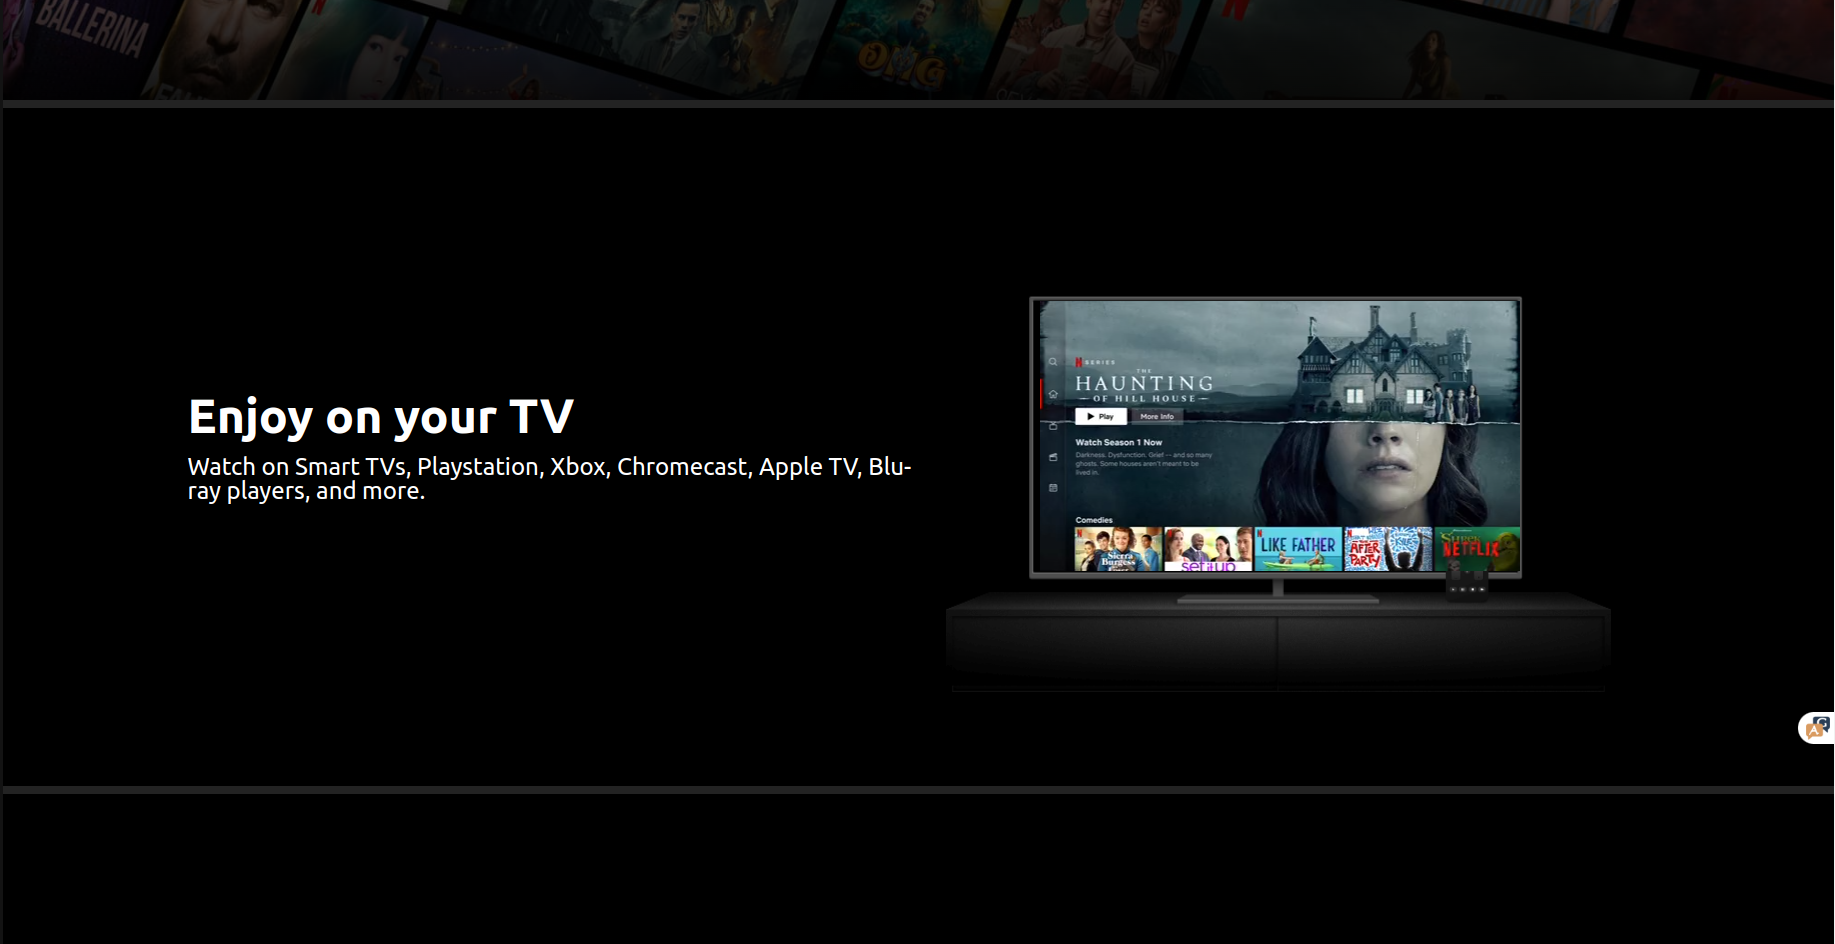 BALLERINA
OMG
Enjoy on your TV
Watch on Smart TVs, Playstation, Xbox, Chromecast, Apple TV, Blu-
ray players, and more.
N SERIES
THE
HAUNTING
OF HILL HOUSE
Play
More Info
Watch Season 1 Now
Darkness. Dysfunction. Grief -- and so many
ghosts. Some houses aren't meant to be
lived in.
Comedies
Sierra
Burgess
set it up
LIKE FATHER
AFTER
PARTY
NETFLIX